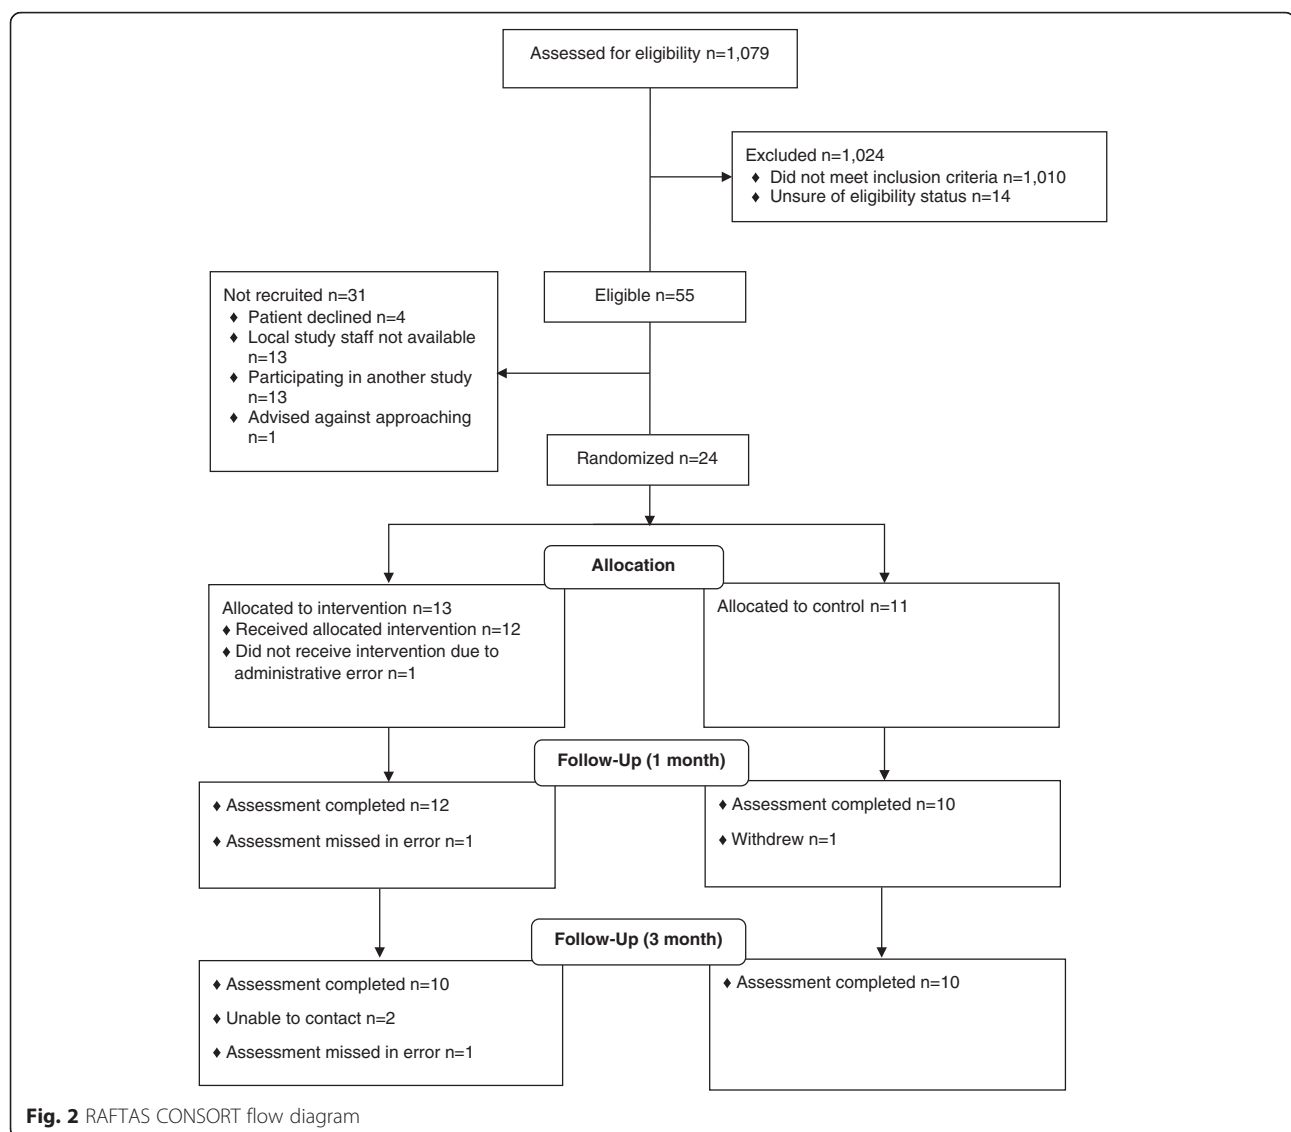 Assessed for eligibility n=1,079
Excluded n=1,024
♦ Did not meet inclusion criteria n=1,010
♦ Unsure of eligibility status n=14
Eligible n=55
Not recruited n=31
♦ Patient declined n=4
♦ Local study staff not available
n=13
♦ Participating in another study
n=13
♦ Advised against approaching
n=1
Randomized n=24
Allocation
Allocated to intervention n=13
♦ Received allocated intervention n=12
♦ Did not receive intervention due to
administrative error n=1
Allocated to control n=11
Follow-Up (1 month)
♦ Assessment completed n=12
♦ Assessment missed in error n=1
♦ Assessment completed n=10
♦ Withdrew n=1
Follow-Up (3 month)
♦ Assessment completed n=10
♦ Unable to contact n=2
♦ Assessment missed in error n=1
♦ Assessment completed n=10
Fig. 2 RAFTAS CONSORT flow diagram